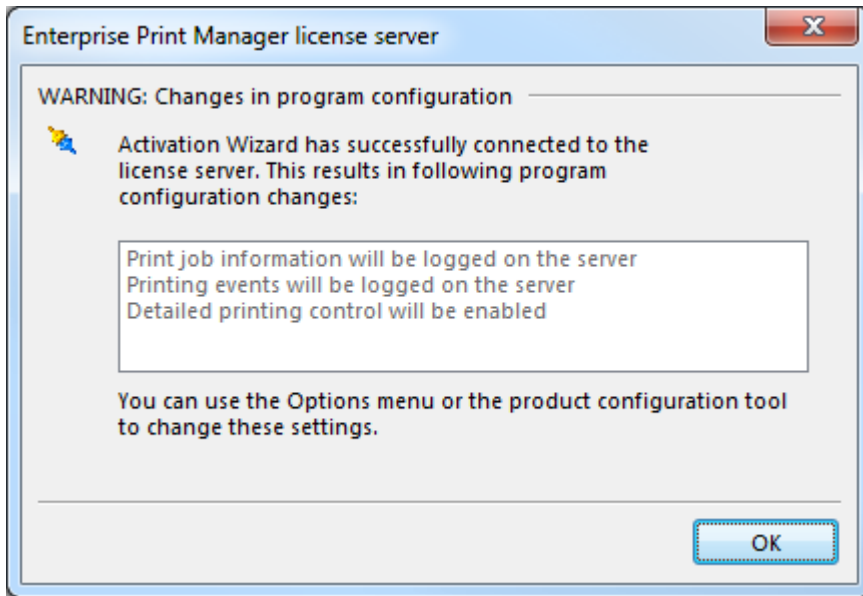 Enterprise Print Manager license server
WARNING: Changes in program configuration
Activation Wizard has successfully connected to the
license server. This results in following program
configuration changes:
Print job information will be logged on the server
Printing events will be logged on the server
Detailed printing control will be enabled
You can use the Options menu or the product configuration tool
to change these settings.
OK